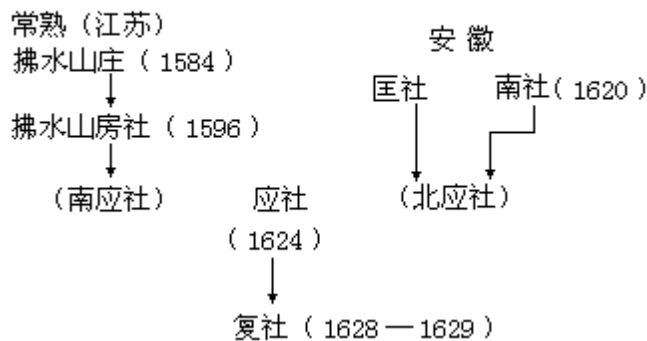 常熟（江苏）
拂水山庄（1584）
安 徽
匡社 南社（1620）
拂水山房社（1596）
（南应社） 应社 （北应社）
（1624）
复社（1628—1629）